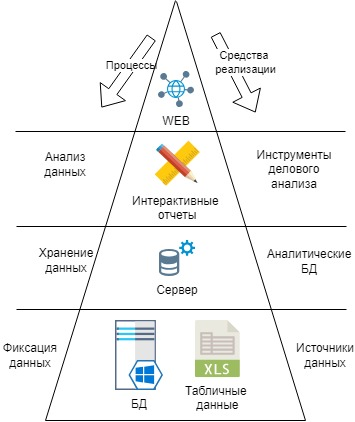 Процессы
Средства
реализации
WEB
Анализ
данных
Интерактивные
отчеты
Инструменты
делового
анализа
Хранение
данных
Сервер
Аналитические
БД
Фиксация
данных
БД
XLS
Табличные
данные
Источники
данных